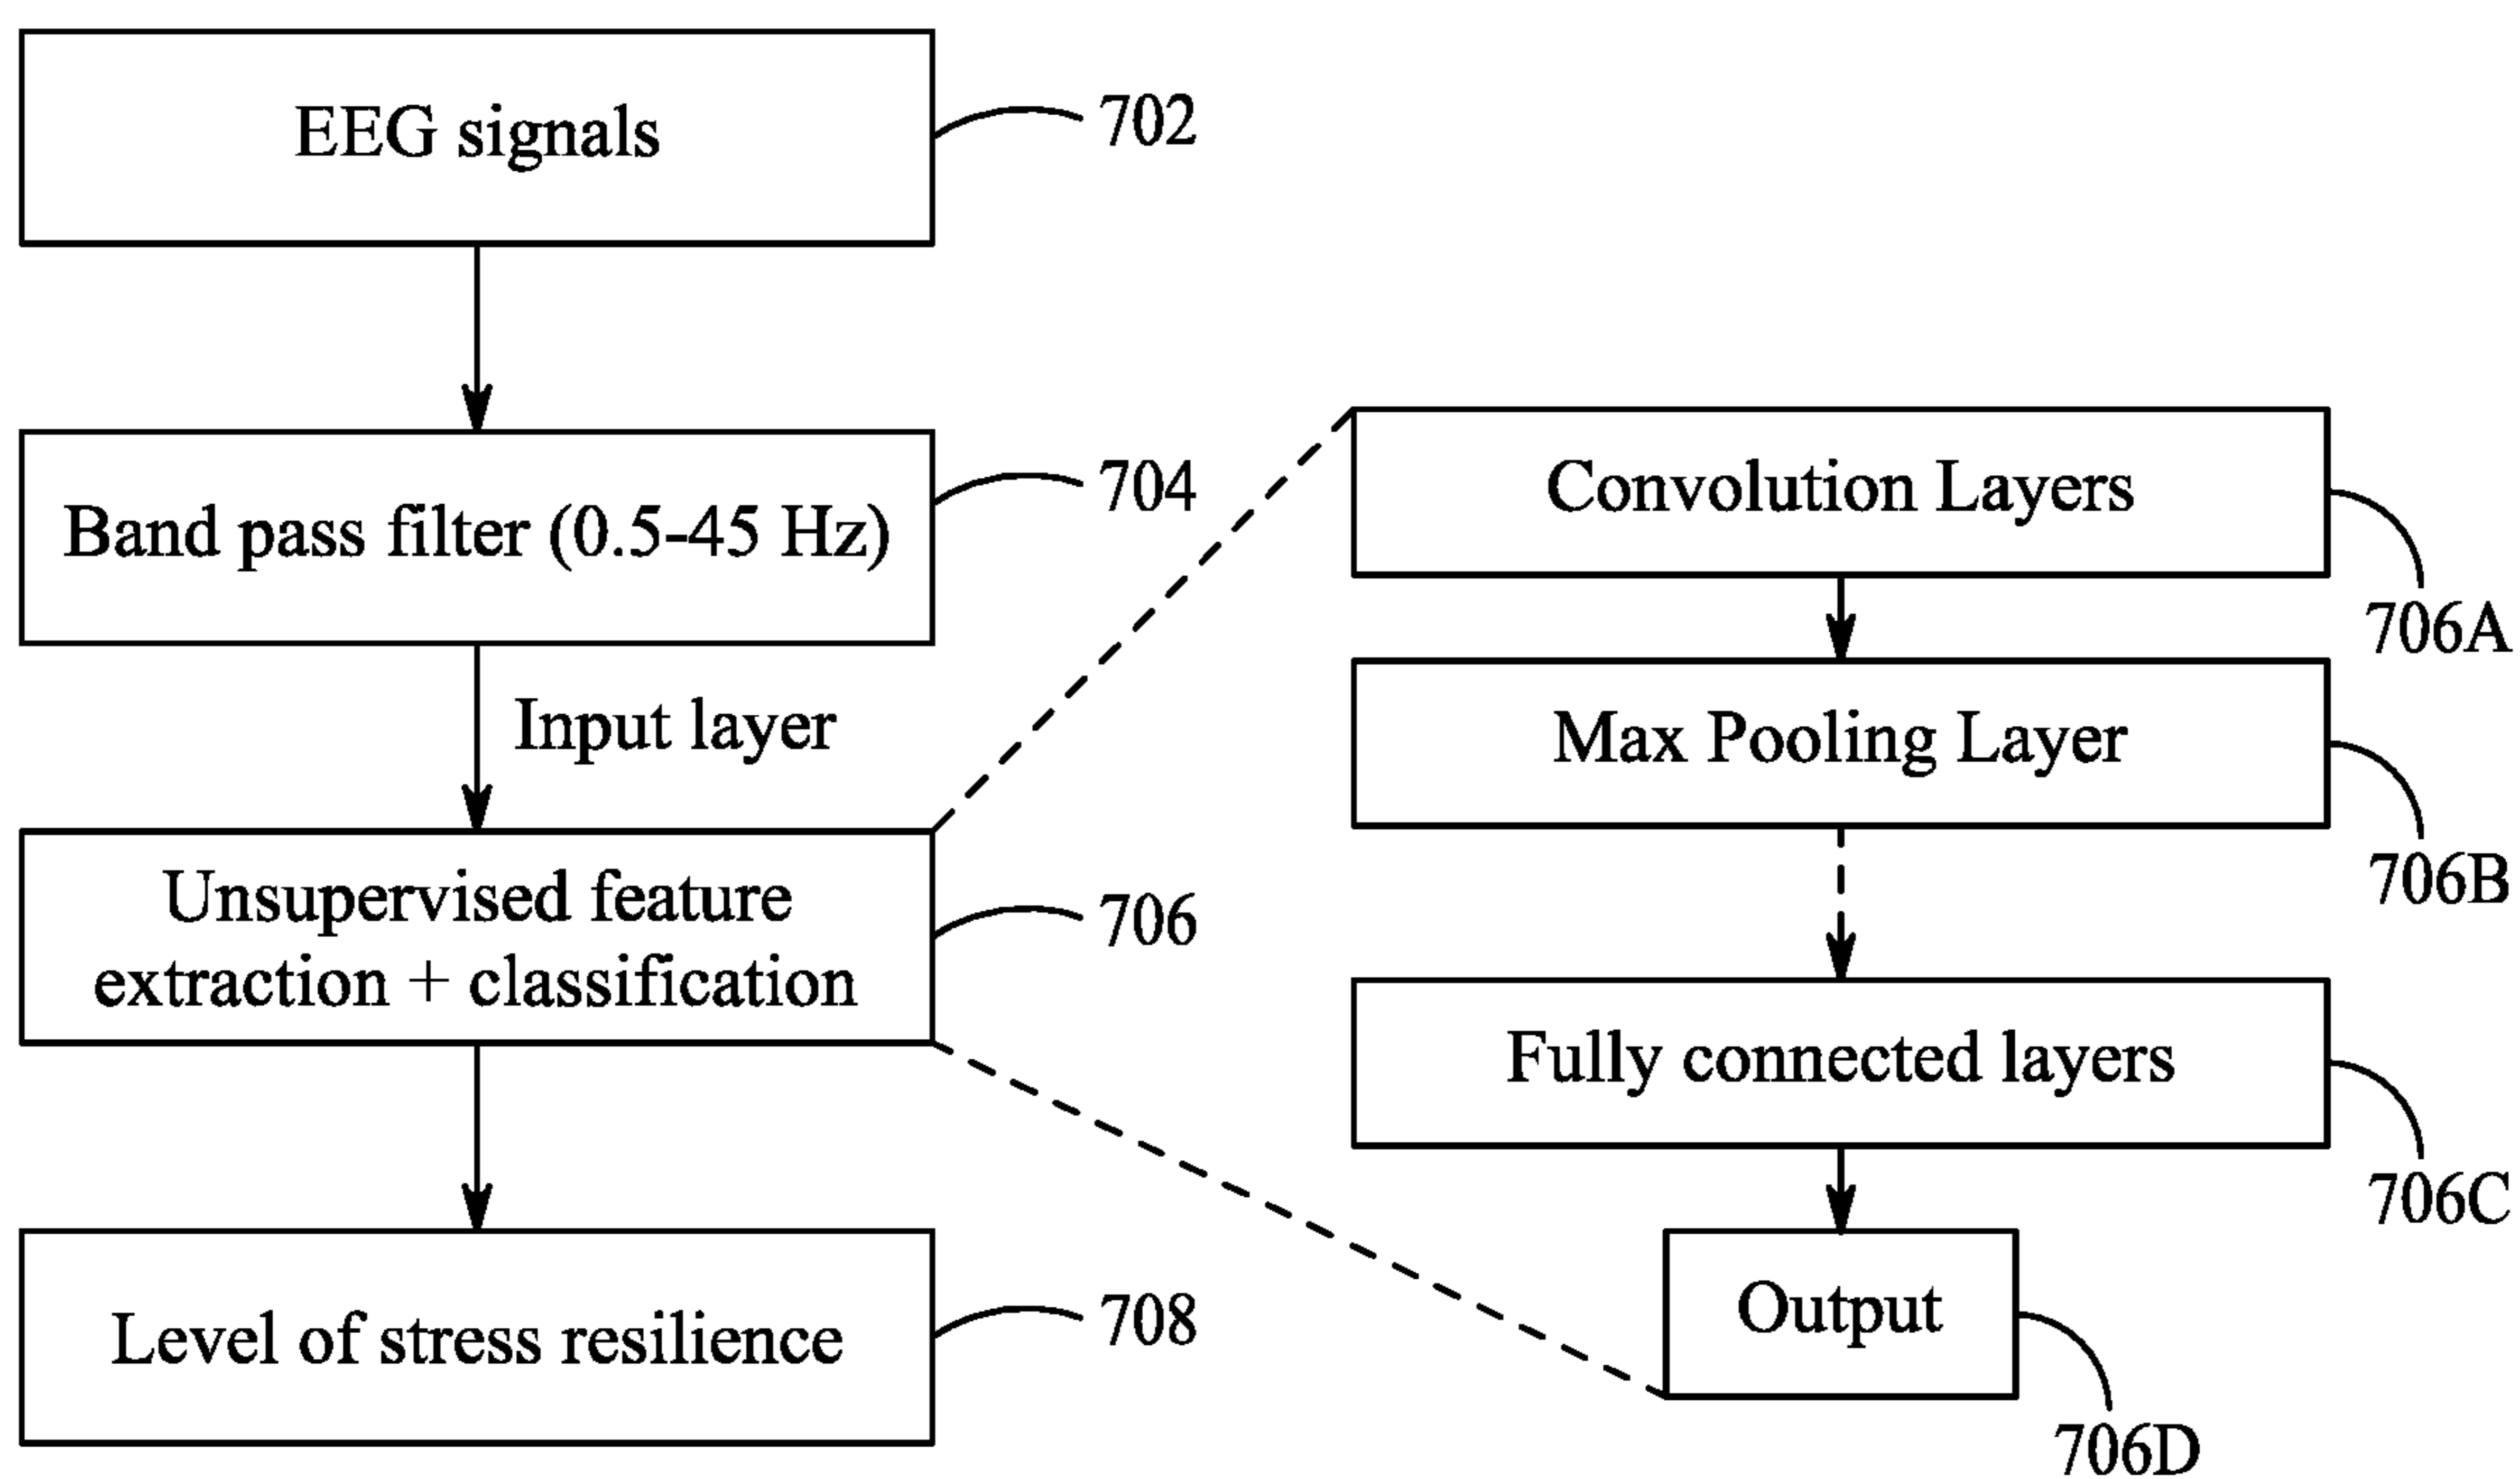 EEG signals
702
Band pass filter (0.5-45 Hz)
704
Input layer
Unsupervised feature
extraction + classification
706
Level of stress resilience
708
Convolution Layers
706A
Max Pooling Layer
706B
Fully connected layers
706C
Output
706D